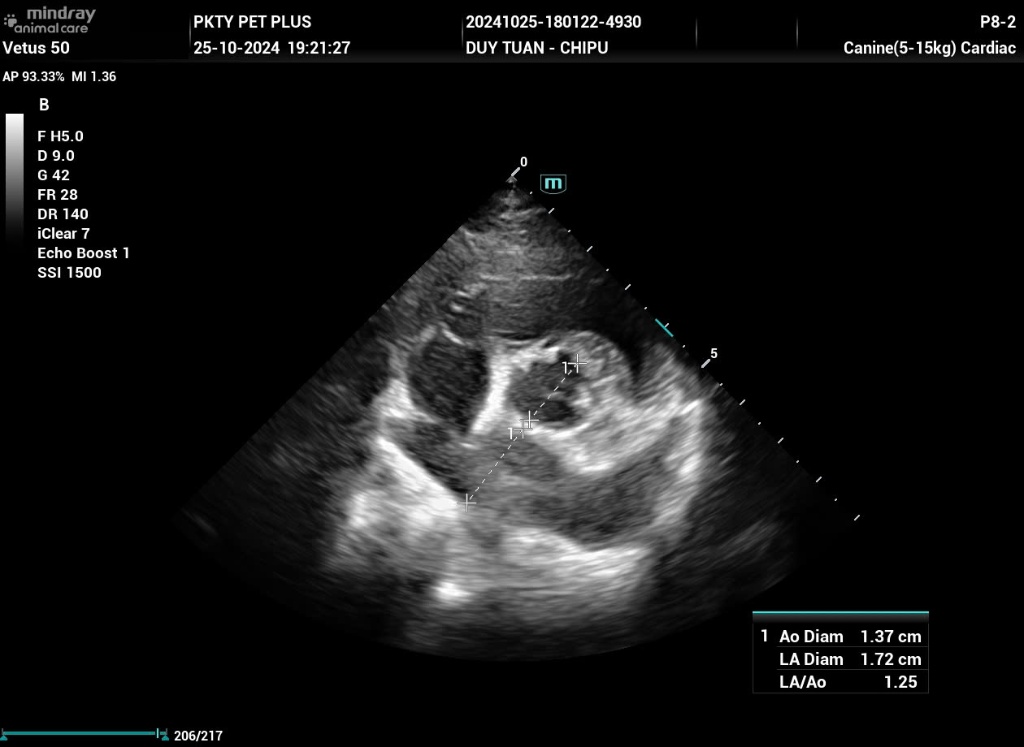 mindray
animalcare
Vetus 50
PKTY PET PLUS
25-10-2024 19:21:27
20241025-180122-4930
DUY TUAN - CHIPU
P8-2
Canine(5-15kg) Cardiac
AP 93.33% MI 1.36
B
F H5.0
D 9.0
G 42
FR 28
DR 140
iClear 7
Echo Boost 1
SSI 1500
0
m
5
1
1
1 Ao Diam 1.37 cm
LA Diam 1.72 cm
LA/Ao 1.25
206/217